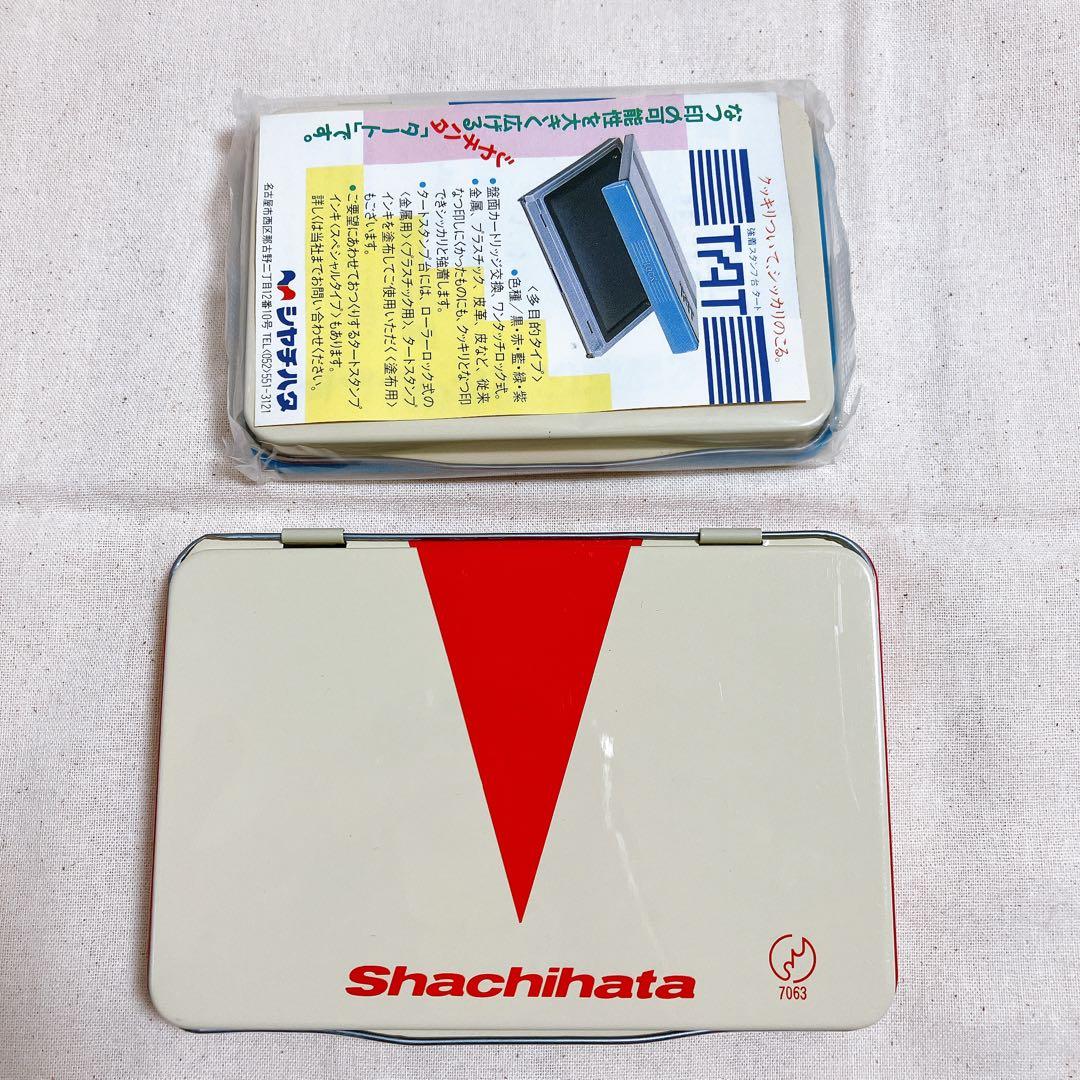 クッキリついて、シッカリのこる。
強着スタンプ台 タート
TAT
なつ印の可能性を大きく広げる
シヤチハタ「タート」です。
〈多目的タイプ〉
●色種／黒・赤・藍・緑・紫
●盤面カートリッジ交換、ワンタッチロック式。
●金属、プラスチック、皮革、皮など、従来
なつ印しにくかったものにも、クッキリとなつ印
できシッカリと強着します。
●タートスタンプ台には、ローラーロック式の
〈金属用〉〈プラスチック用〉、タートスタンプ
インキを塗布してご使用いただく〈塗布用〉
もございます。
●ご要望にあわせておつくりするタートスタンプ
インキ〈スペシャルタイプ〉もあります。
詳しくは当社までお問い合わせください。
シヤチハタ
名古屋市西区那古野二丁目12番10号 TEL〈052〉551-3121
Shachihata
7063